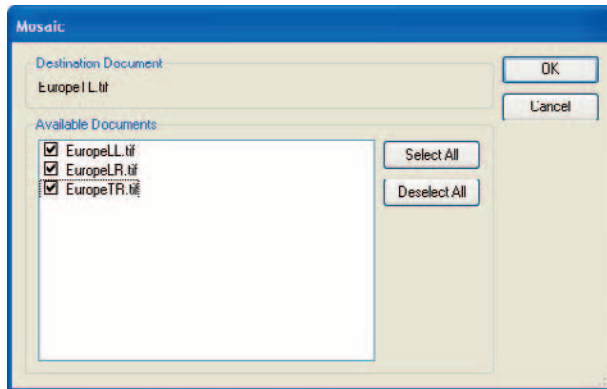 Mosaic
Destination Document
EuropeTL.tif
OK
Cancel
Available Documents
EuropeLL.tif
EuropeLR.tif
EuropeTR.tif
Select All
Deselect All